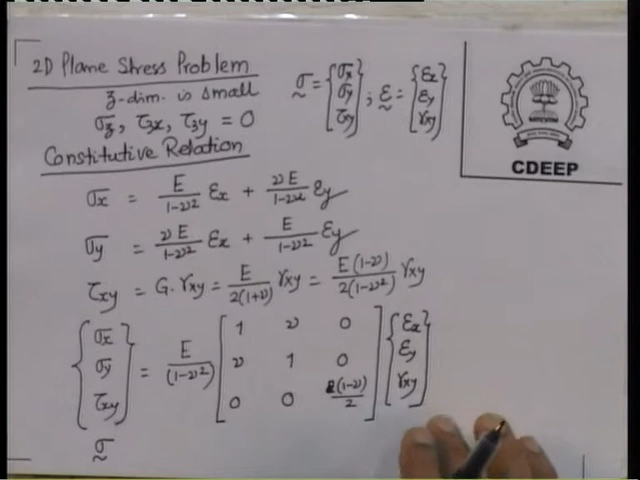 2D Plane Stress Problem
z-dim. is small
σz, τzx, τzy = 0
σ = {σx σy τxy} ; ε = {εx εy γxy}
CDEEP
Constitutive Relation
σx = E/(1-ν²) εx + νE/(1-ν²) εy
σy = νE/(1-ν²) εx + E/(1-ν²) εy
τxy = G. γxy = E/2(1+ν) γxy = E(1-ν)/2(1-ν²) γxy
{σx σy τxy} = E/(1-ν²) [1 ν 0; ν 1 0; 0 0 (1-ν)/2] {εx εy γxy}
σ